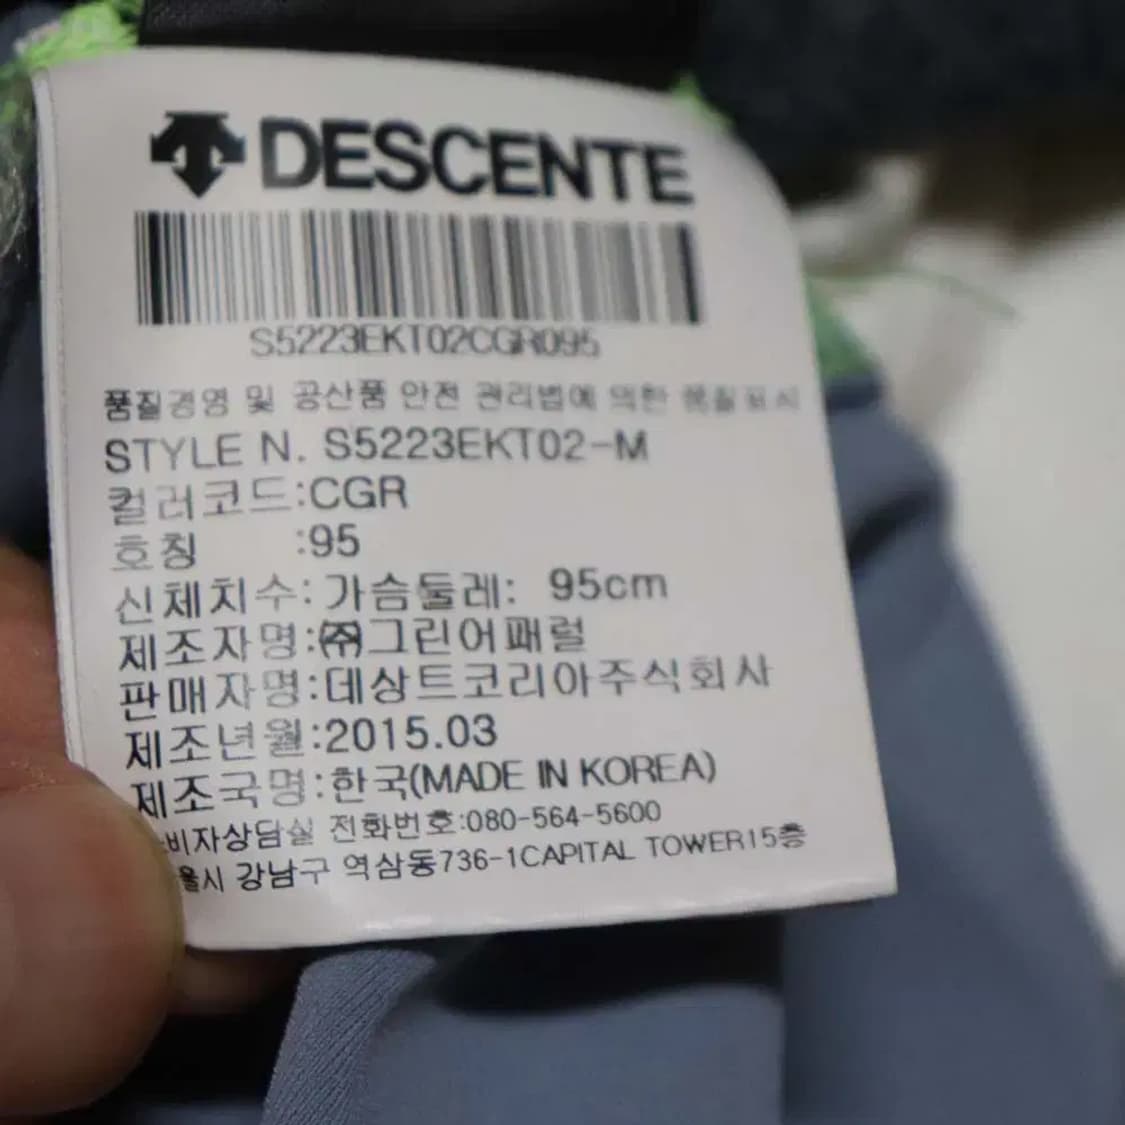 DESCENTE
S5223EKT02CGR095
품질경영 및 공산품 안전 관리법에 의한 품질표시
STYLE N. S5223EKT02-M
컬러코드:CGR
호칭 :95
신체치수:가슴둘레: 95cm
제조자명:㈜그린어패럴
판매자명:데상트코리아주식회사
제조년월:2015.03
제조국명:한국(MADE IN KOREA)
비자상담실 전화번호:080-564-5600
울시 강남구 역삼동736-1CAPITAL TOWER15층